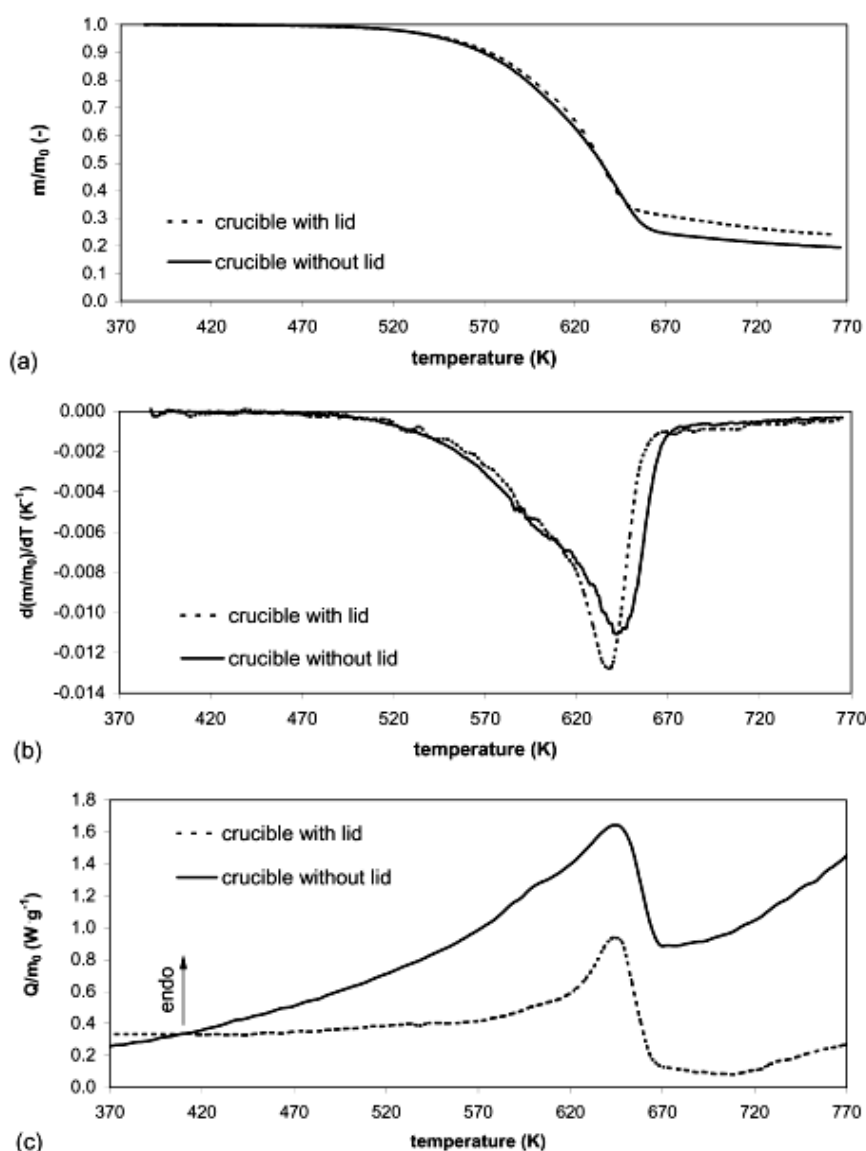 1.0
0.9
0.8
0.7
0.6
0.5
0.4
0.3
0.2
0.1
0.0
m/m₀ (-)
crucible with lid
crucible without lid
370 420 470 520 570 620 670 720 770
temperature (K)
(a)
0.000
-0.002
-0.004
-0.006
-0.008
-0.010
-0.012
-0.014
d(m/m₀)/dT (K⁻¹)
crucible with lid
crucible without lid
370 420 470 520 570 620 670 720 770
temperature (K)
(b)
1.8
1.6
1.4
1.2
1.0
0.8
0.6
0.4
0.2
0.0
Q/m₀ (W g⁻¹)
crucible with lid
crucible without lid
endo
370 420 470 520 570 620 670 720 770
temperature (K)
(c)